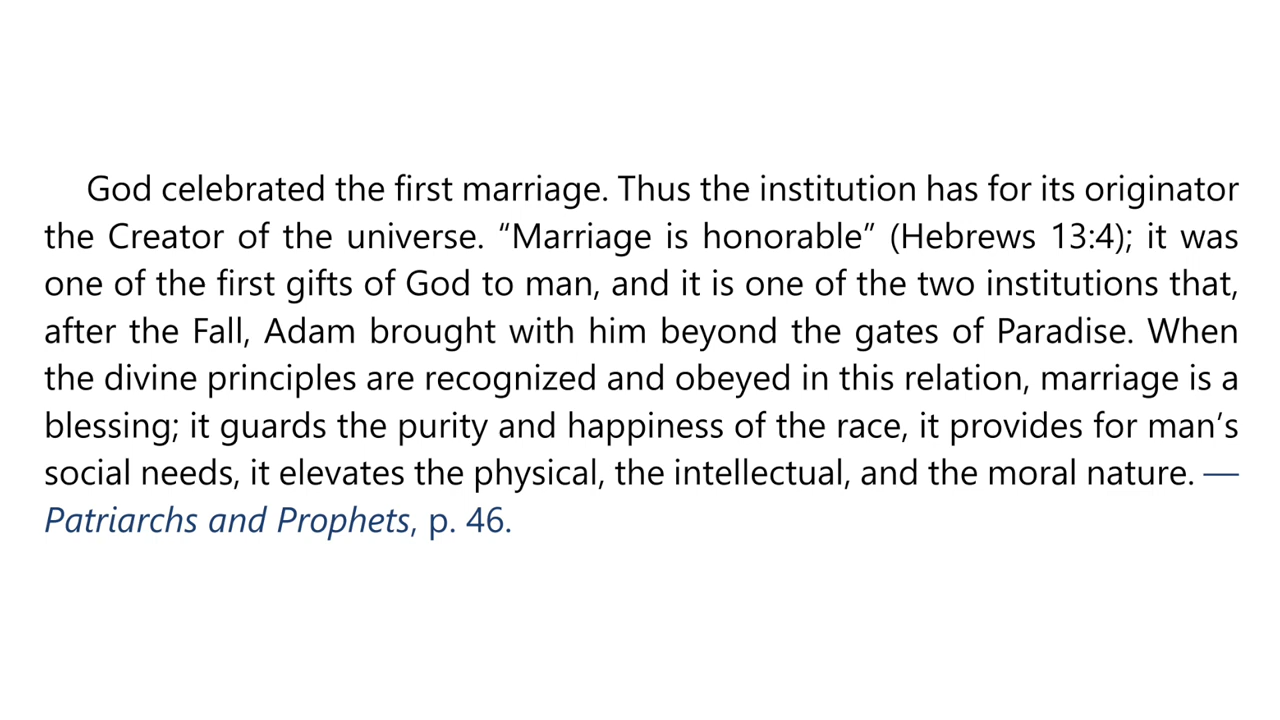 God celebrated the first marriage. Thus the institution has for its originator
the Creator of the universe. “Marriage is honorable” (Hebrews 13:4); it was
one of the first gifts of God to man, and it is one of the two institutions that,
after the Fall, Adam brought with him beyond the gates of Paradise. When
the divine principles are recognized and obeyed in this relation, marriage is a
blessing; it guards the purity and happiness of the race, it provides for man’s
social needs, it elevates the physical, the intellectual, and the moral nature. —
Patriarchs and Prophets, p. 46.